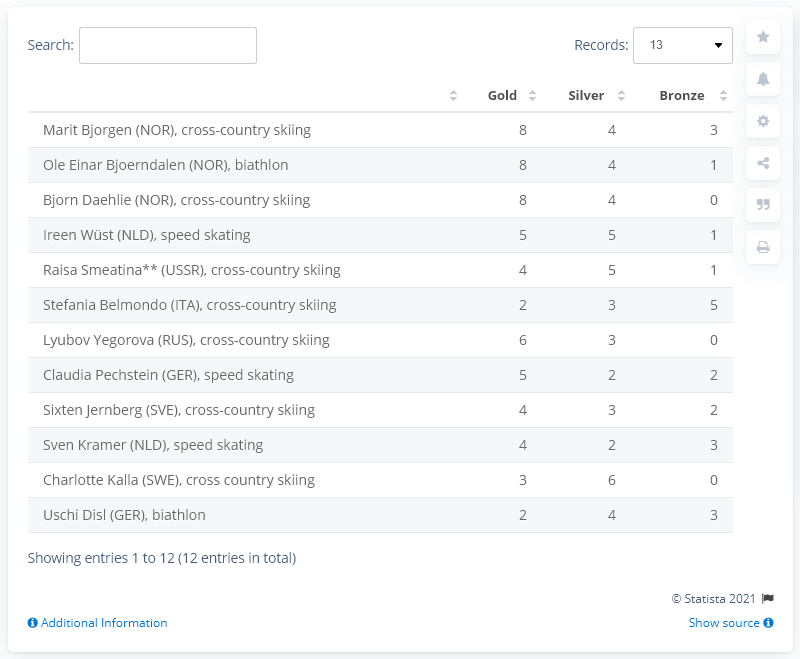 Search:
Records: 13
Gold Silver Bronze
Marit Bjorgen (NOR), cross-country skiing 8 4 3
Ole Einar Bjoerndalen (NOR), biathlon 8 4 1
Bjorn Daehlie (NOR), cross-country skiing 8 4 0
Ireen Wüst (NLD), speed skating 5 5 1
Raisa Smeatina** (USSR), cross-country skiing 4 5 1
Stefania Belmondo (ITA), cross-country skiing 2 3 5
Lyubov Yegorova (RUS), cross-country skiing 6 3 0
Claudia Pechstein (GER), speed skating 5 2 2
Sixten Jernberg (SVE), cross-country skiing 4 3 2
Sven Kramer (NLD), speed skating 4 2 3
Charlotte Kalla (SWE), cross country skiing 3 6 0
Uschi Disl (GER), biathlon 2 4 3
Showing entries 1 to 12 (12 entries in total)
© Statista 2021
Additional Information
Show source